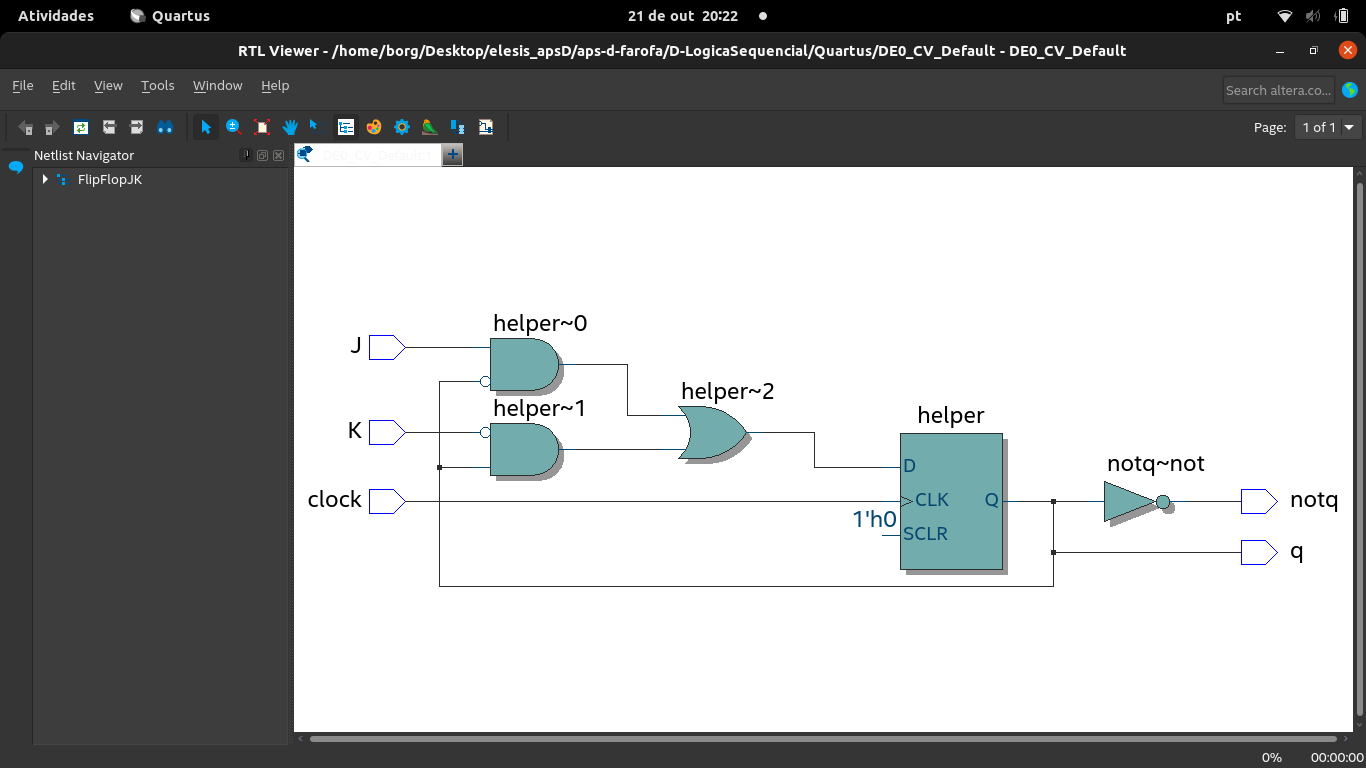 Atividades
Quartus
21 de out 20:22
pt
RTL Viewer - /home/borg/Desktop/elesis_apsD/aps-d-farofa/D-LogicaSequencial/Quartus/DE0_CV_Default - DE0_CV_Default
File Edit View Tools Window Help
Search altera.co...
Page: 1 of 1
Netlist Navigator
FlipFlopJK
helper~0
J
helper~1
K
helper~2
helper
clock
D
CLK
Q
1'h0
SCLR
notq~not
notq
q
0%
00:00:00